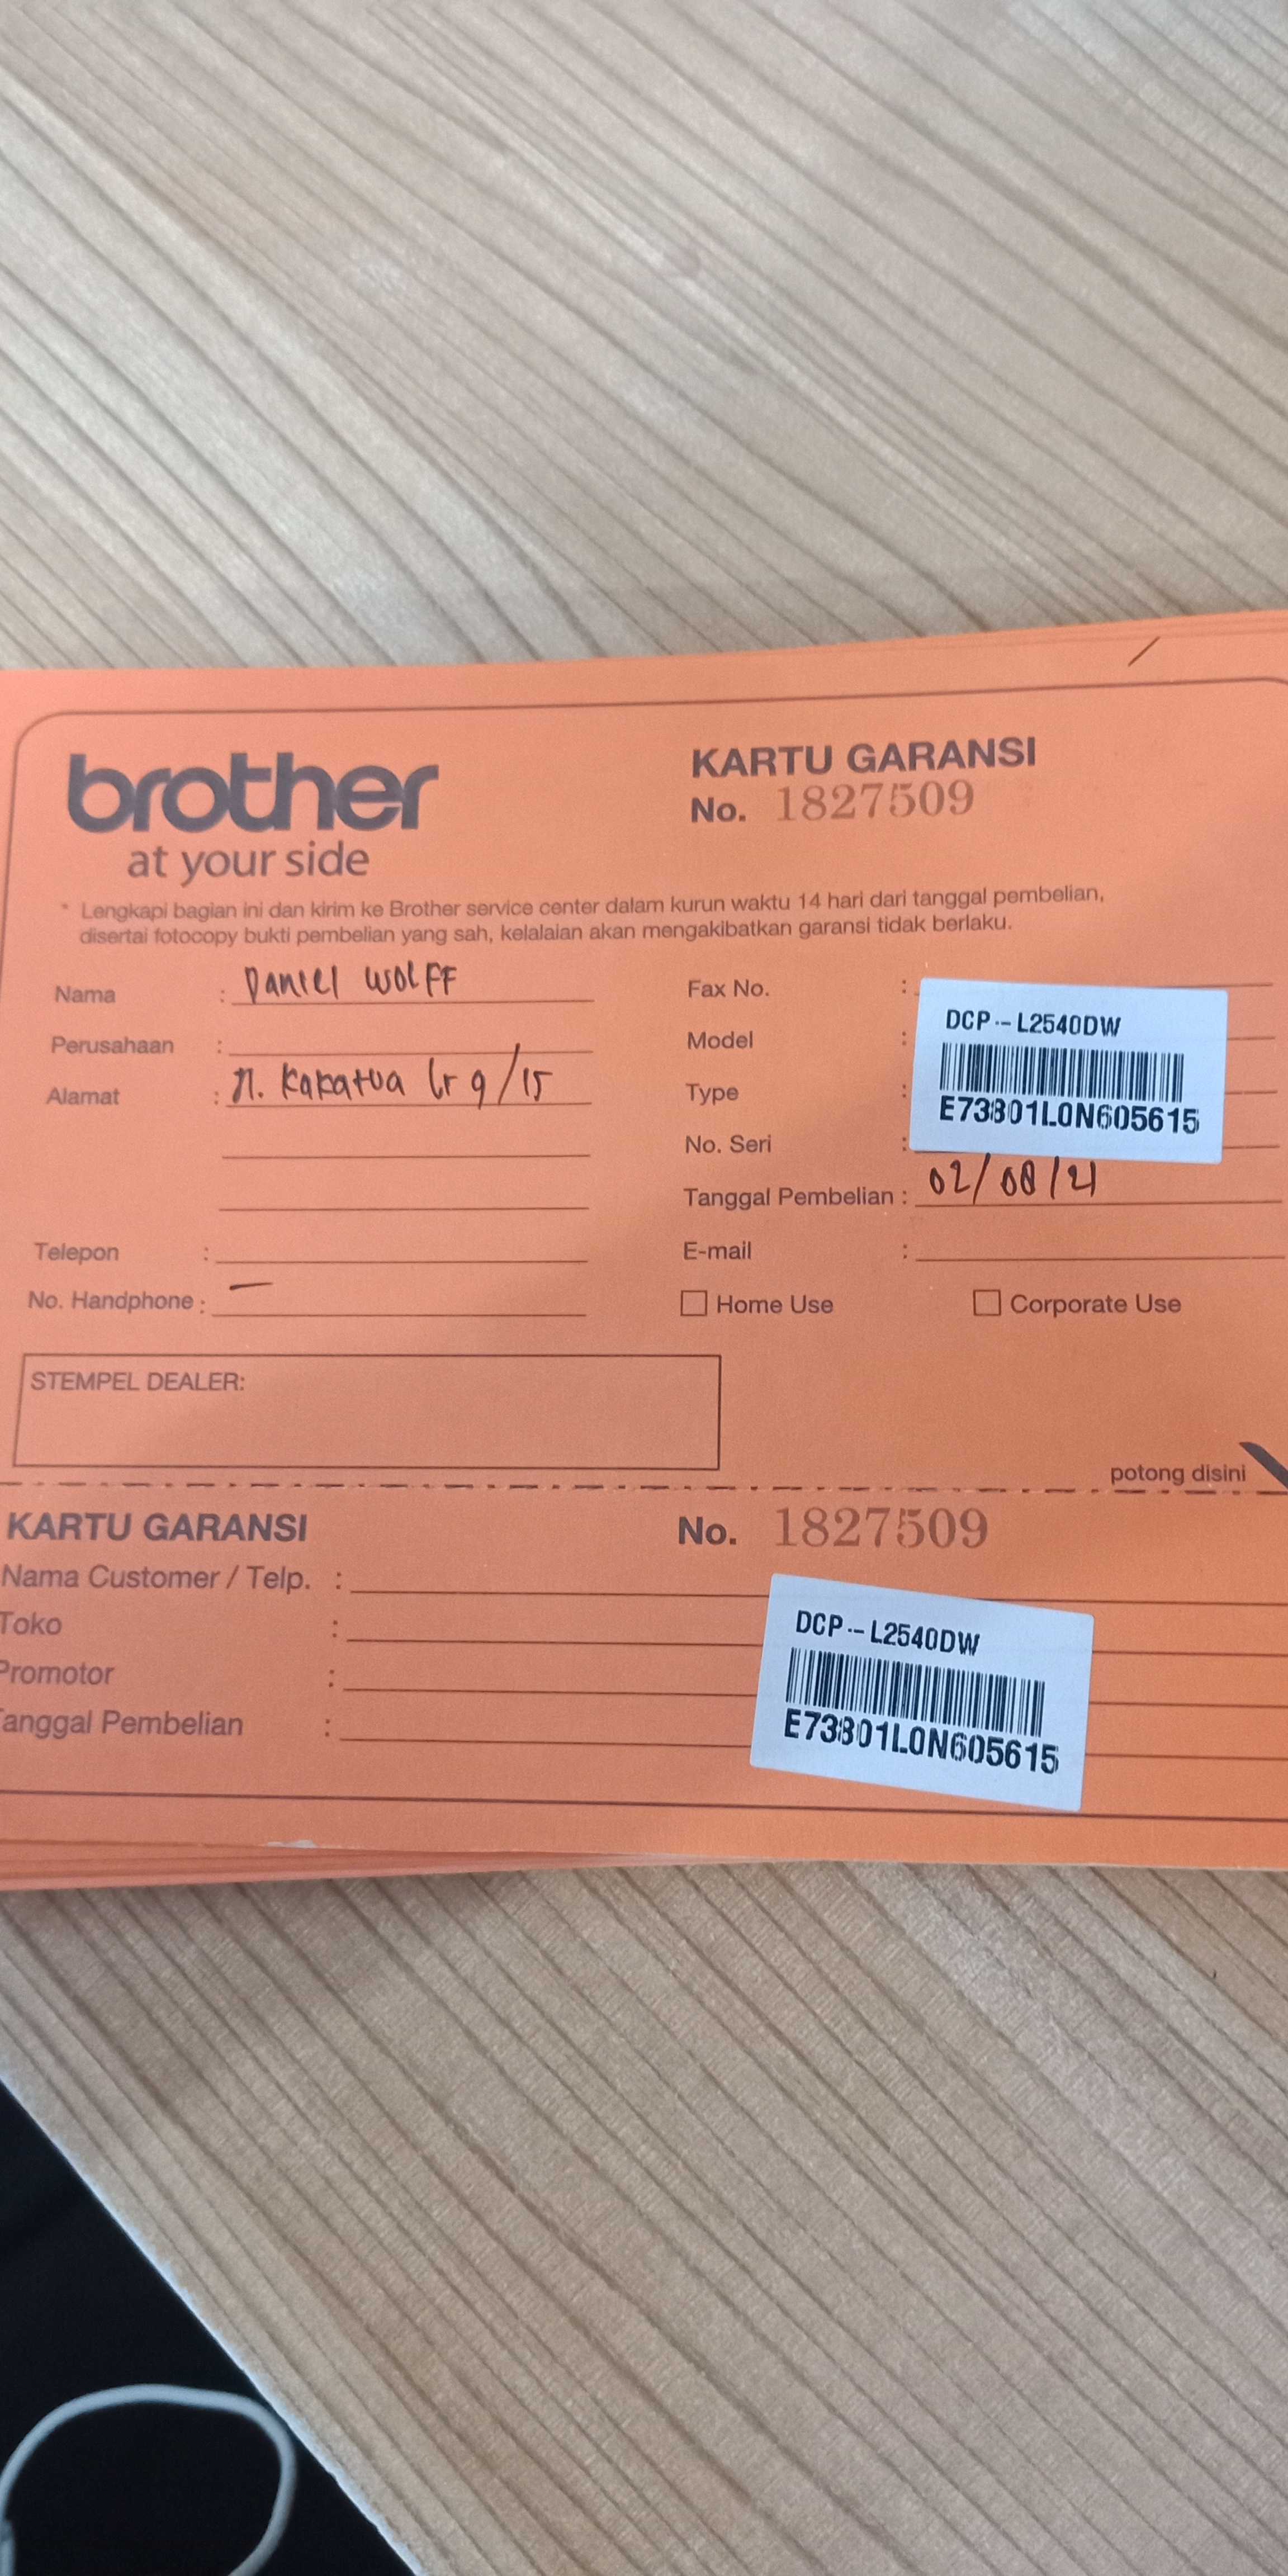 brother
at your side
KARTU GARANSI
No. 1827509
* Lengkapi bagian ini dan kirim ke Brother service center dalam kurun waktu 14 hari dari tanggal pembelian,
disertai fotocopy bukti pembelian yang sah, kelalaian akan mengakibatkan garansi tidak berlaku.
Nama : Daniel Wolff
Perusahaan :
Alamat : Jl. Kakatua Lr 9/15
Telepon :
No. Handphone : –
Fax No. :
Model :
Type :
No. Seri :
DCP-L2540DW
E73801L0N605615
Tanggal Pembelian : 02/08/21
E-mail :
Home Use
Corporate Use
STEMPEL DEALER:
potong disini
KARTU GARANSI
No. 1827509
Nama Customer / Telp. :
Toko :
Promotor :
Tanggal Pembelian :
DCP-L2540DW
E73801L0N605615